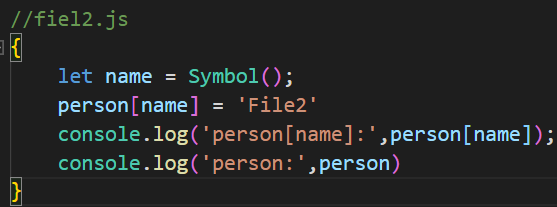 //fiel2.js
{
    let name = Symbol();
    person[name] = 'File2'
    console.log('person[name]:',person[name]);
    console.log('person:',person)
}